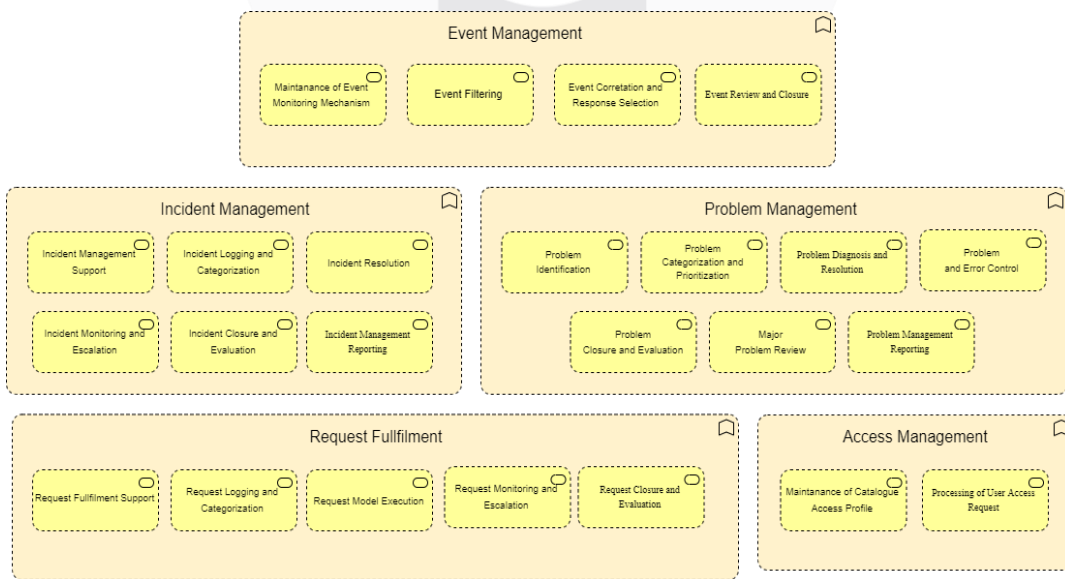 Event Management
Maintanance of Event
Monitoring Mechanism
Event Filtering
Event Corretation and
Response Selection
Event Review and Closure
Incident Management
Incident Management
Support
Incident Logging and
Categorization
Incident Resolution
Incident Monitoring and
Escalation
Incident Closure and
Evaluation
Incident Management
Reporting
Problem Management
Problem
Identification
Problem
Categorization and
Prioritization
Problem Diagnosis and
Resolution
Problem
and Error Control
Problem
Closure and Evaluation
Major
Problem Review
Problem Management
Reporting
Request Fullfilment
Request Fullfilment Support
Request Logging and
Categorization
Request Model Execution
Request Monitoring and
Escalation
Request Closure and
Evaluation
Access Management
Maintanance of Catalogue
Access Profile
Processing of User Access
Request